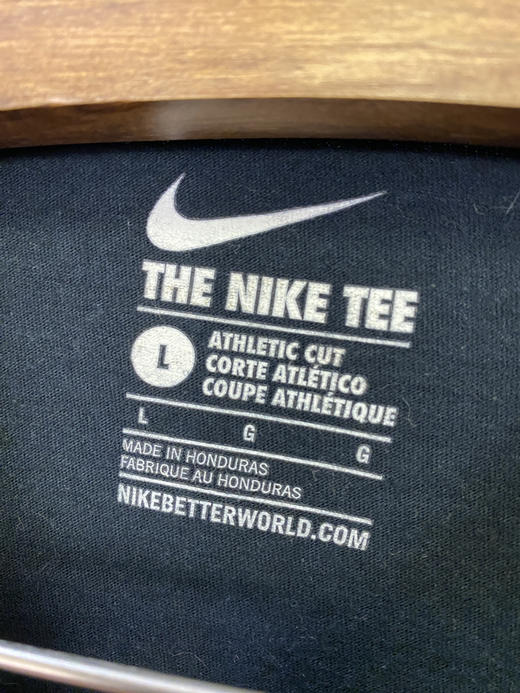 THE NIKE TEE
L
ATHLETIC CUT
CORTE ATLÉTICO
COUPE ATHLÉTIQUE
L G G
MADE IN HONDURAS
FABRIQUE AU HONDURAS
NIKEBETTERWORLD.COM